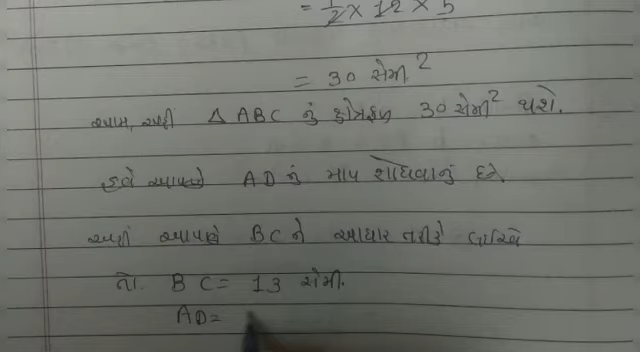 = 1/2 × 12 × 5
= 30 સેમી²
આમ, અહીં △ ABC નું ક્ષેત્રફળ 30 સેમી² થશે.
હવે આપણે AD નું માપ શોધવાનું છે.
અહીં આપણે BC ને આધાર તરીકે લઈએ
તો. BC = 13 સેમી.
AD =